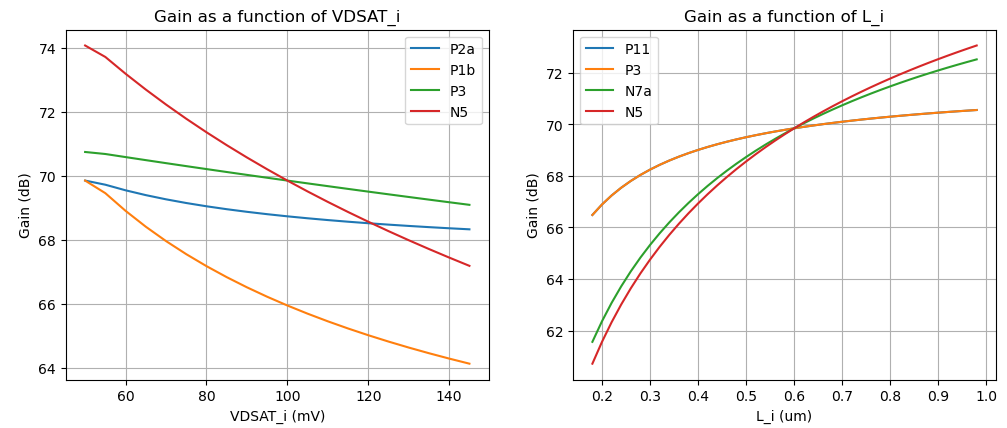 Gain as a function of VDSAT_i
Gain (dB)
74
72
70
68
66
64
P2a
P1b
P3
N5
60
80
100
120
140
VDSAT_i (mV)
Gain as a function of L_i
Gain (dB)
72
70
68
66
64
62
P11
P3
N7a
N5
0.2
0.3
0.4
0.5
0.6
0.7
0.8
0.9
1.0
L_i (um)